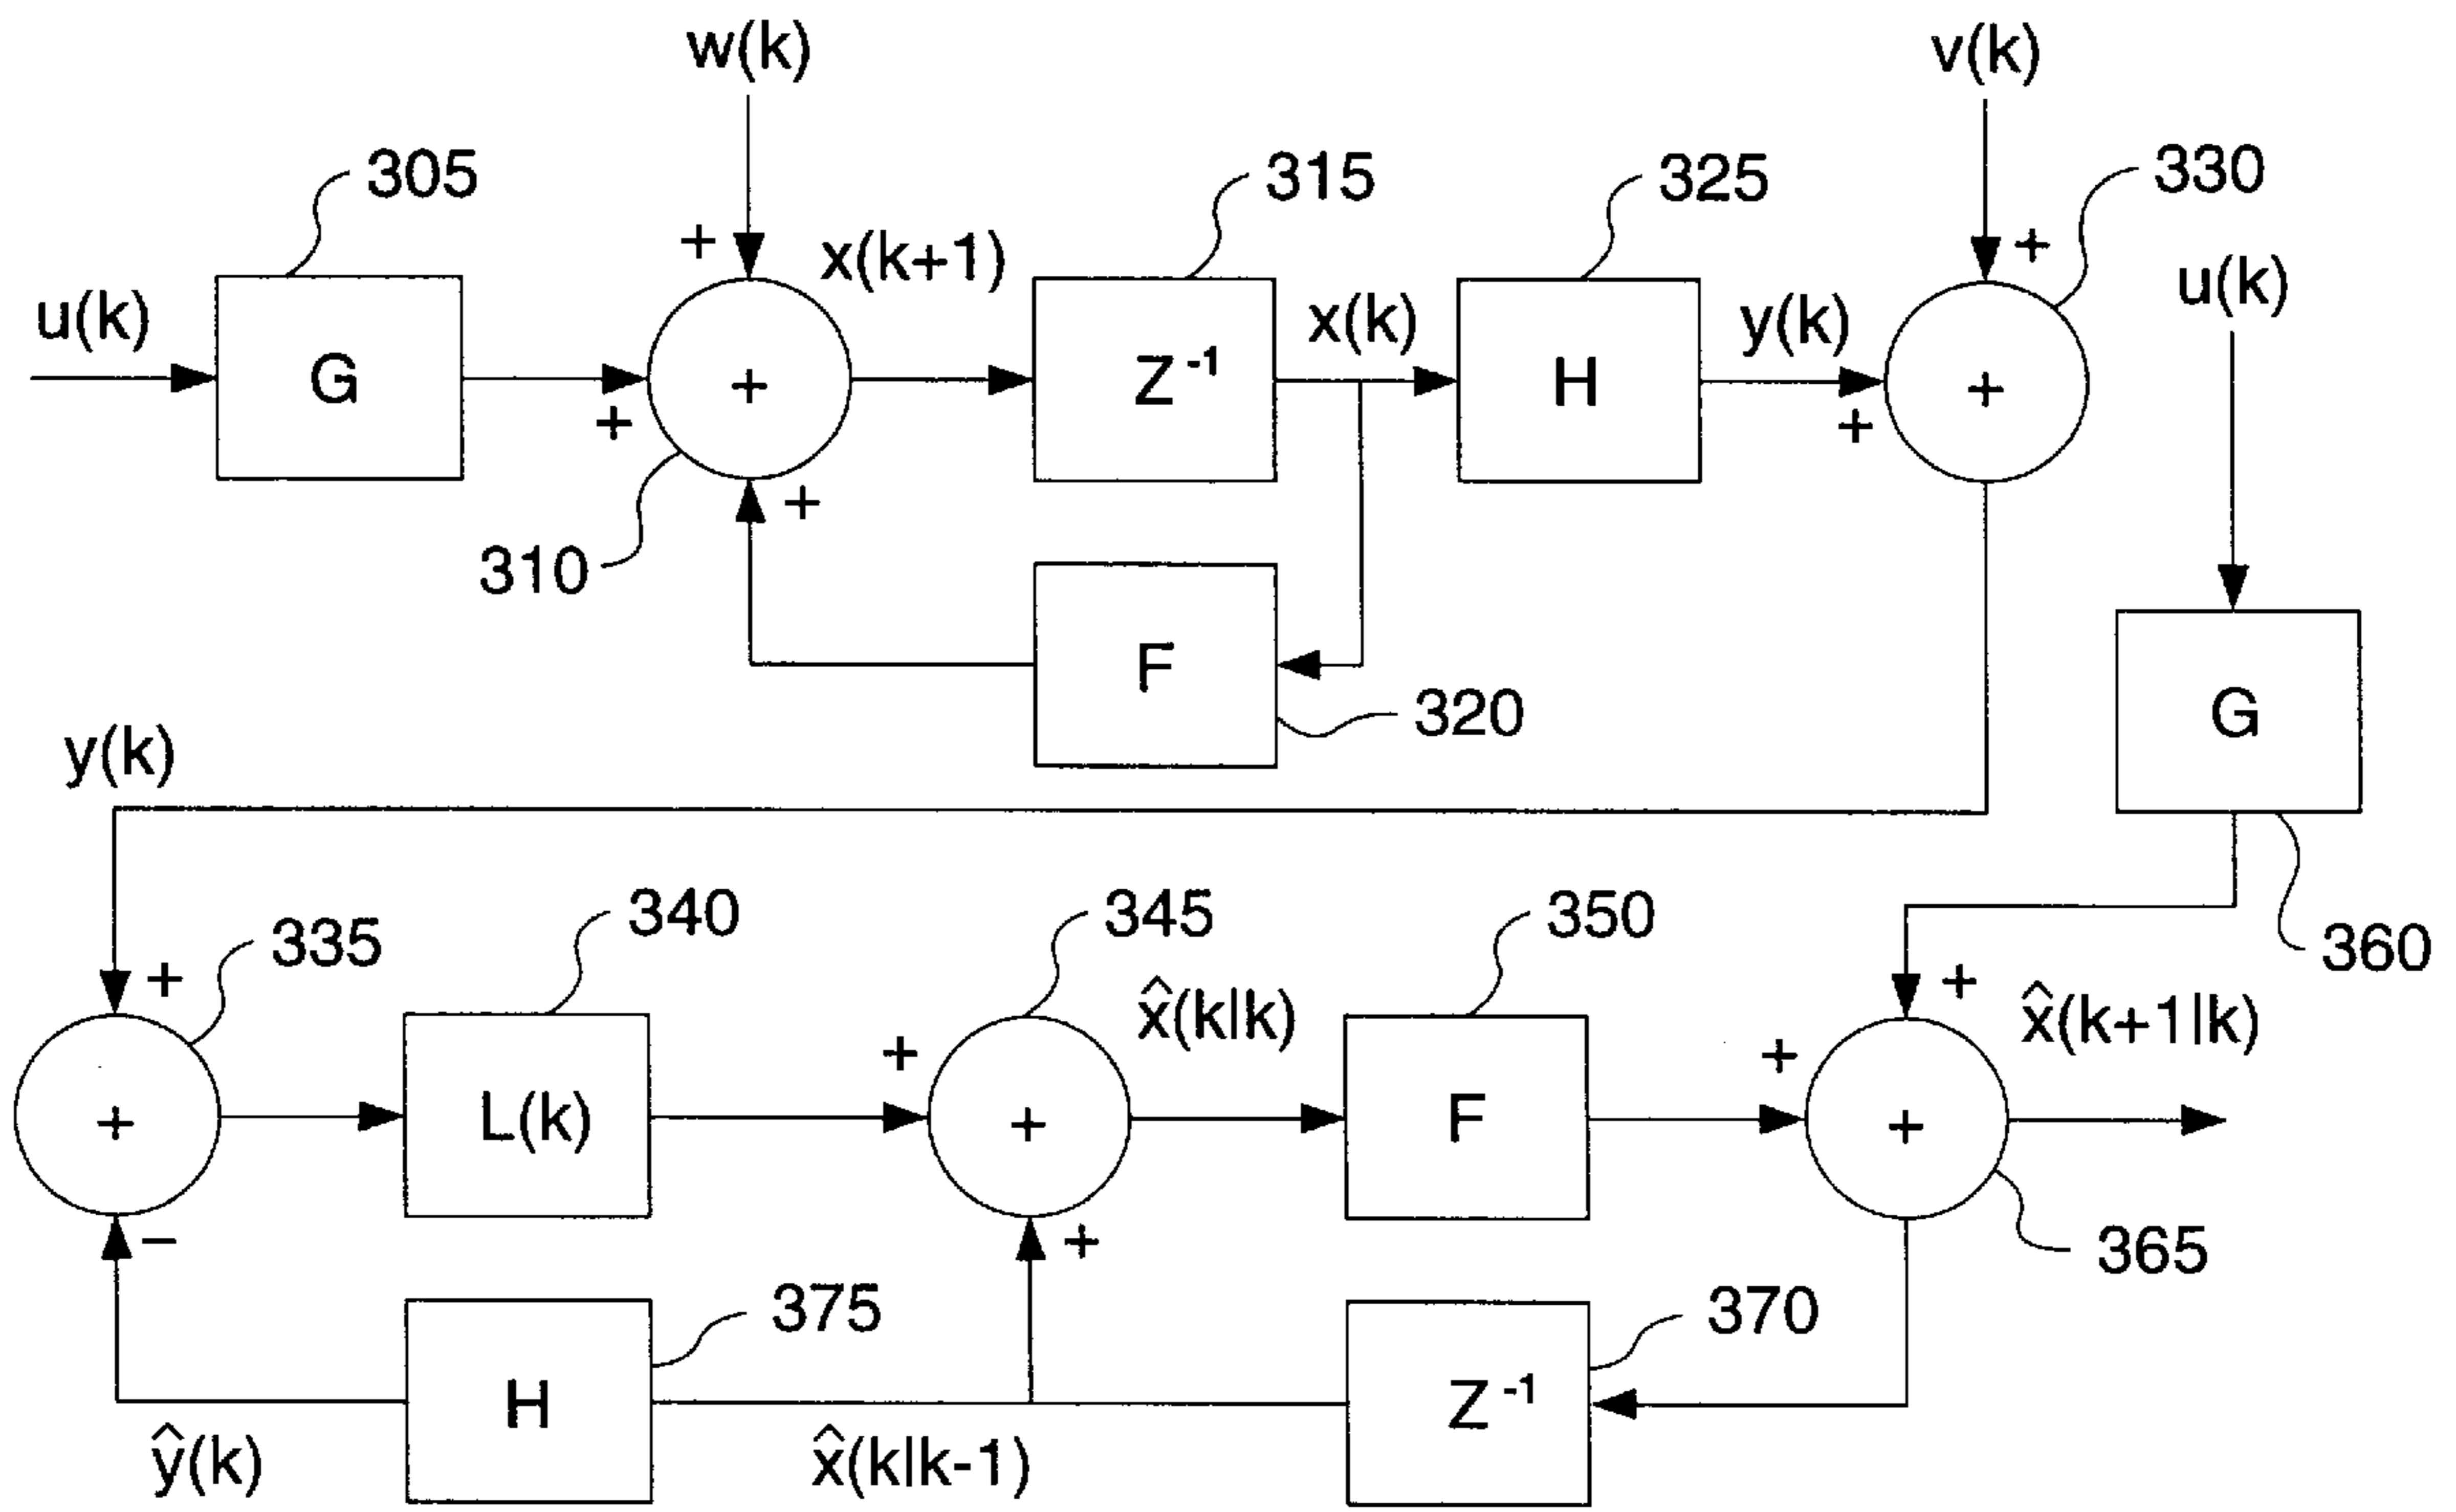 w(k)
v(k)
305
315
325
330
u(k)
+
x(k+1)
+
u(k)
G
+
+
Z⁻¹
x(k)
H
y(k)
+
+
310
+
F
320
G
y(k)
335
340
345
350
360
+
+
L(k)
+
+
x̂(k|k)
F
+
+
+
x̂(k+1|k)
365
−
+
375
370
H
Z⁻¹
ŷ(k)
x̂(k|k-1)